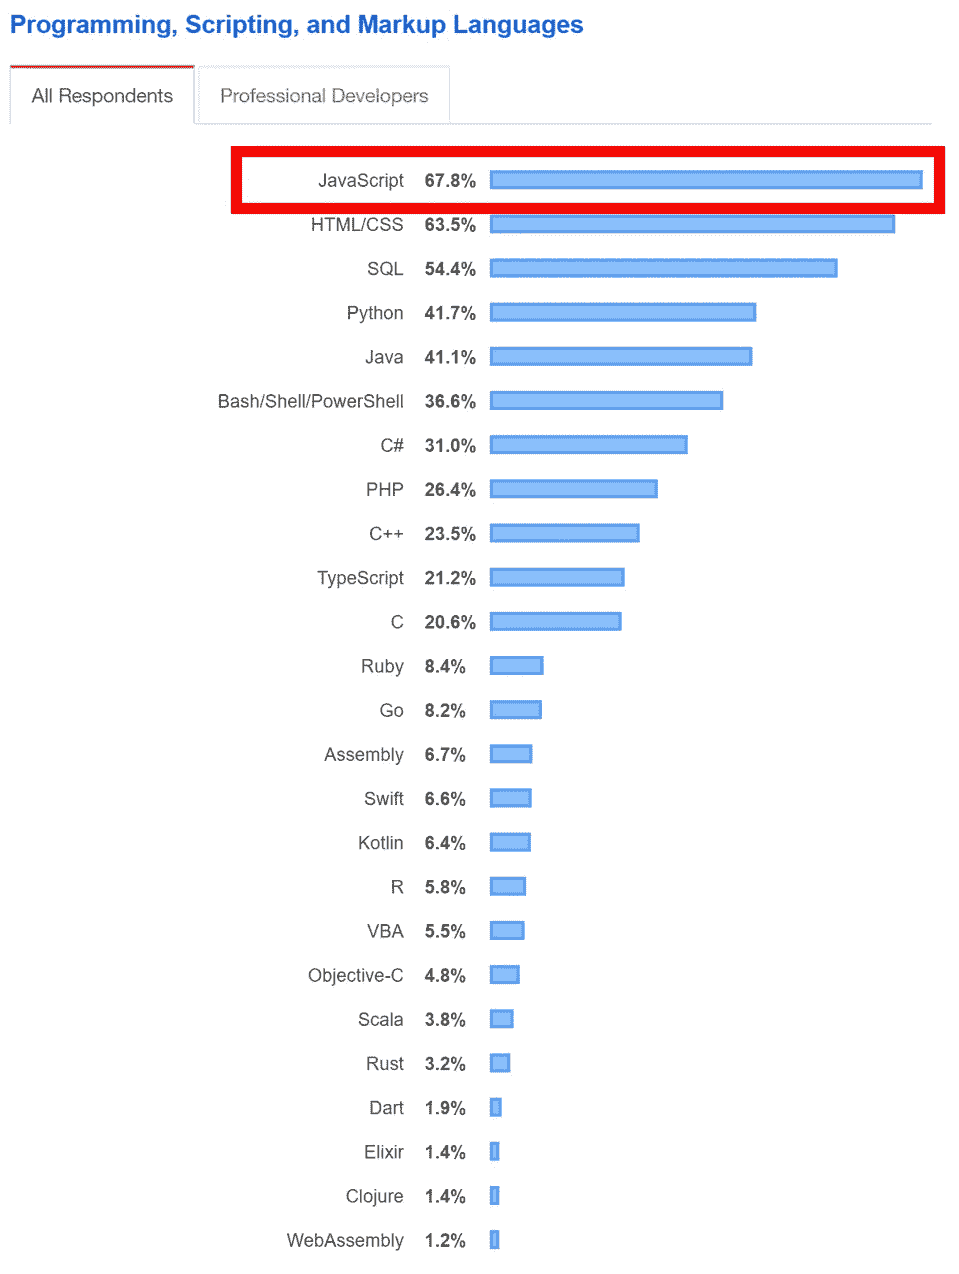 Programming, Scripting, and Markup Languages
All Respondents Professional Developers
JavaScript 67.8%
HTML/CSS 63.5%
SQL 54.4%
Python 41.7%
Java 41.1%
Bash/Shell/PowerShell 36.6%
C# 31.0%
PHP 26.4%
C++ 23.5%
TypeScript 21.2%
C 20.6%
Ruby 8.4%
Go 8.2%
Assembly 6.7%
Swift 6.6%
Kotlin 6.4%
R 5.8%
VBA 5.5%
Objective-C 4.8%
Scala 3.8%
Rust 3.2%
Dart 1.9%
Elixir 1.4%
Clojure 1.4%
WebAssembly 1.2%